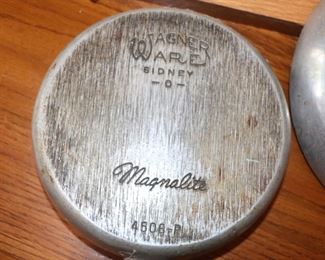 WAGNER
WARE
SIDNEY
-O-
Magnalite
4506-P